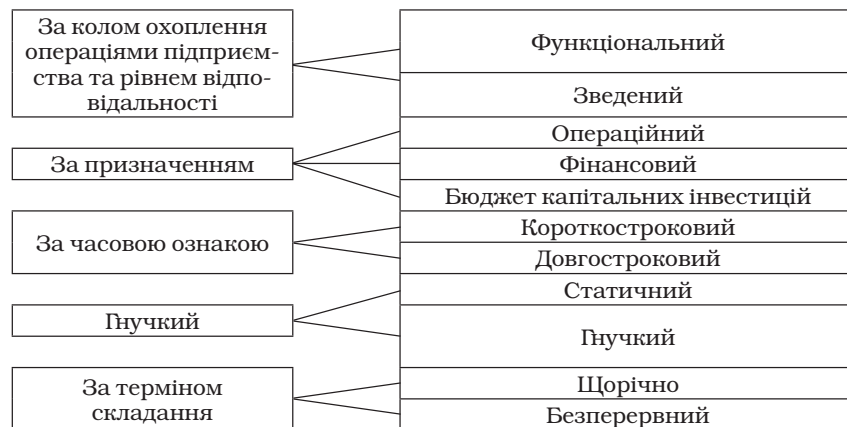 За колом охоплення
операціями підприєм-
ства та рівнем відпо-
відальності
Функціональний
Зведений
За призначенням
Операційний
Фінансовий
Бюджет капітальних інвестицій
За часовою ознакою
Короткостроковий
Довгостроковий
Гнучкий
Статичний
Гнучкий
За терміном
складання
Щорічно
Безперервний